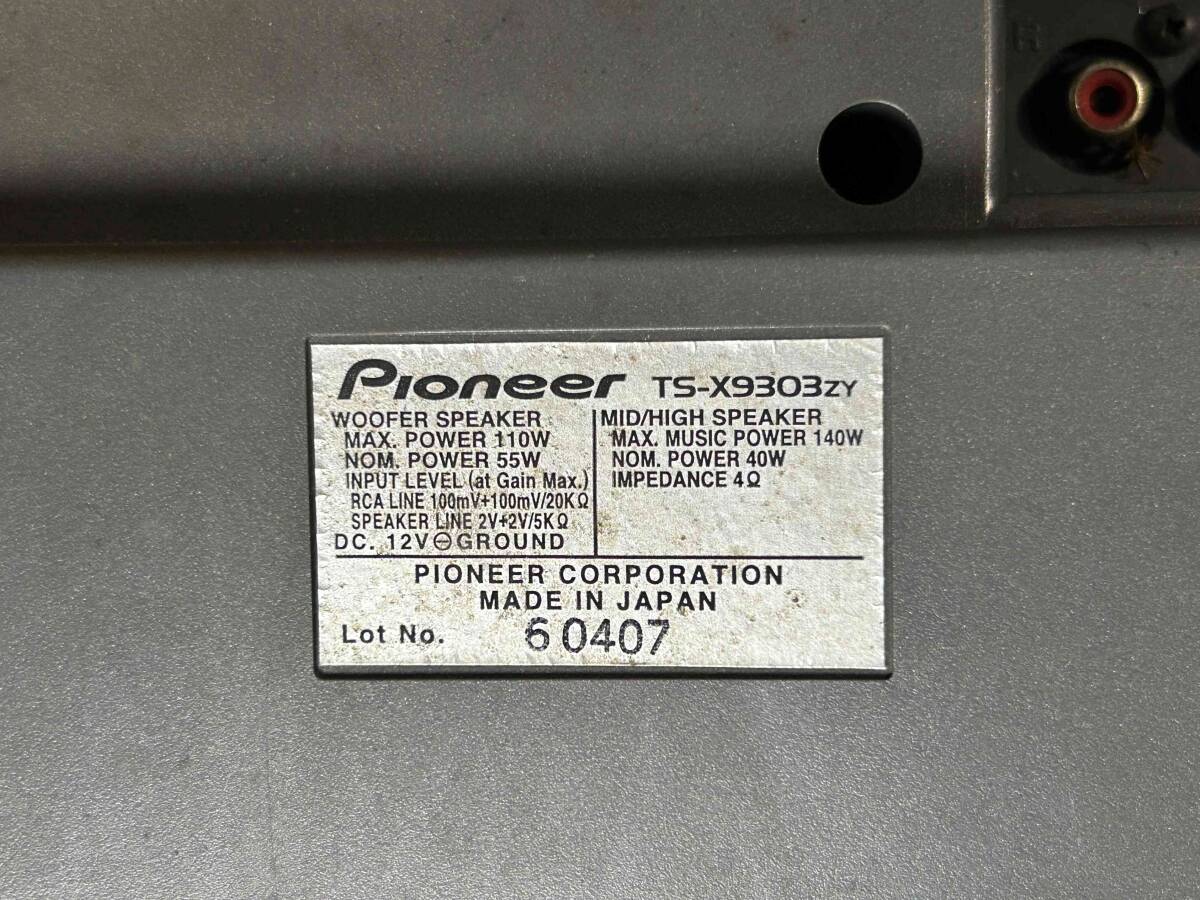 R
Pioneer TS-X9303ZY
WOOFER SPEAKER
MAX. POWER 110W
NOM. POWER 55W
INPUT LEVEL (at Gain Max.)
RCA LINE 100mV+100mV/20KΩ
SPEAKER LINE 2V+2V/5KΩ
DC. 12V⊖GROUND
MID/HIGH SPEAKER
MAX. MUSIC POWER 140W
NOM. POWER 40W
IMPEDANCE 4Ω
PIONEER CORPORATION
MADE IN JAPAN
Lot No. 60407